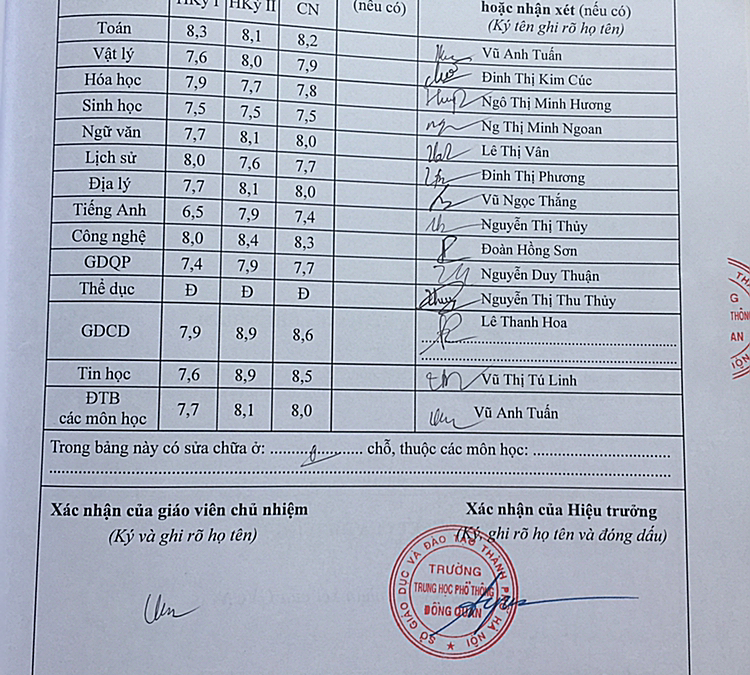 HKỳ I HKỳ II CN (nếu có) hoặc nhận xét (nếu có)
(Ký tên ghi rõ họ tên)
Toán 8,3 8,1 8,2 Vũ Anh Tuấn
Vật lý 7,6 8,0 7,9 Đinh Thị Kim Cúc
Hóa học 7,9 7,7 7,8 Ngô Thị Minh Hương
Sinh học 7,5 7,5 7,5 Ng Thị Minh Ngoan
Ngữ văn 7,7 8,1 8,0 Lê Thị Vân
Lịch sử 8,0 7,6 7,7 Đinh Thị Phương
Địa lý 7,7 8,1 8,0 Vũ Ngọc Thắng
Tiếng Anh 6,5 7,9 7,4 Nguyễn Thị Thủy
Công nghệ 8,0 8,4 8,3 Đoàn Hồng Sơn
GDQP 7,4 7,9 7,7 Nguyễn Duy Thuận
Thể dục Đ Đ Đ Nguyễn Thị Thu Thủy
GDCD 7,9 8,9 8,6 Lê Thanh Hoa
Tin học 7,6 8,9 8,5 Vũ Thị Tú Linh
ĐTB
các môn học 7,7 8,1 8,0 Vũ Anh Tuấn
Trong bảng này có sửa chữa ở: ........................ chỗ, thuộc các môn học: ........................
Xác nhận của giáo viên chủ nhiệm
(Ký và ghi rõ họ tên)
Xác nhận của Hiệu trưởng
(Ký, ghi rõ họ tên và đóng dấu)
SỞ GIÁO DỤC VÀ ĐÀO TẠO THÀNH PHỐ HÀ NỘI
TRƯỜNG
TRUNG HỌC PHỔ THÔNG
ĐỒNG QUAN